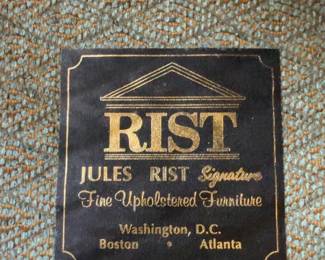 RIST
JULES RIST Signature
Fine Upholstered Furniture
Washington, D.C.
Boston • Atlanta